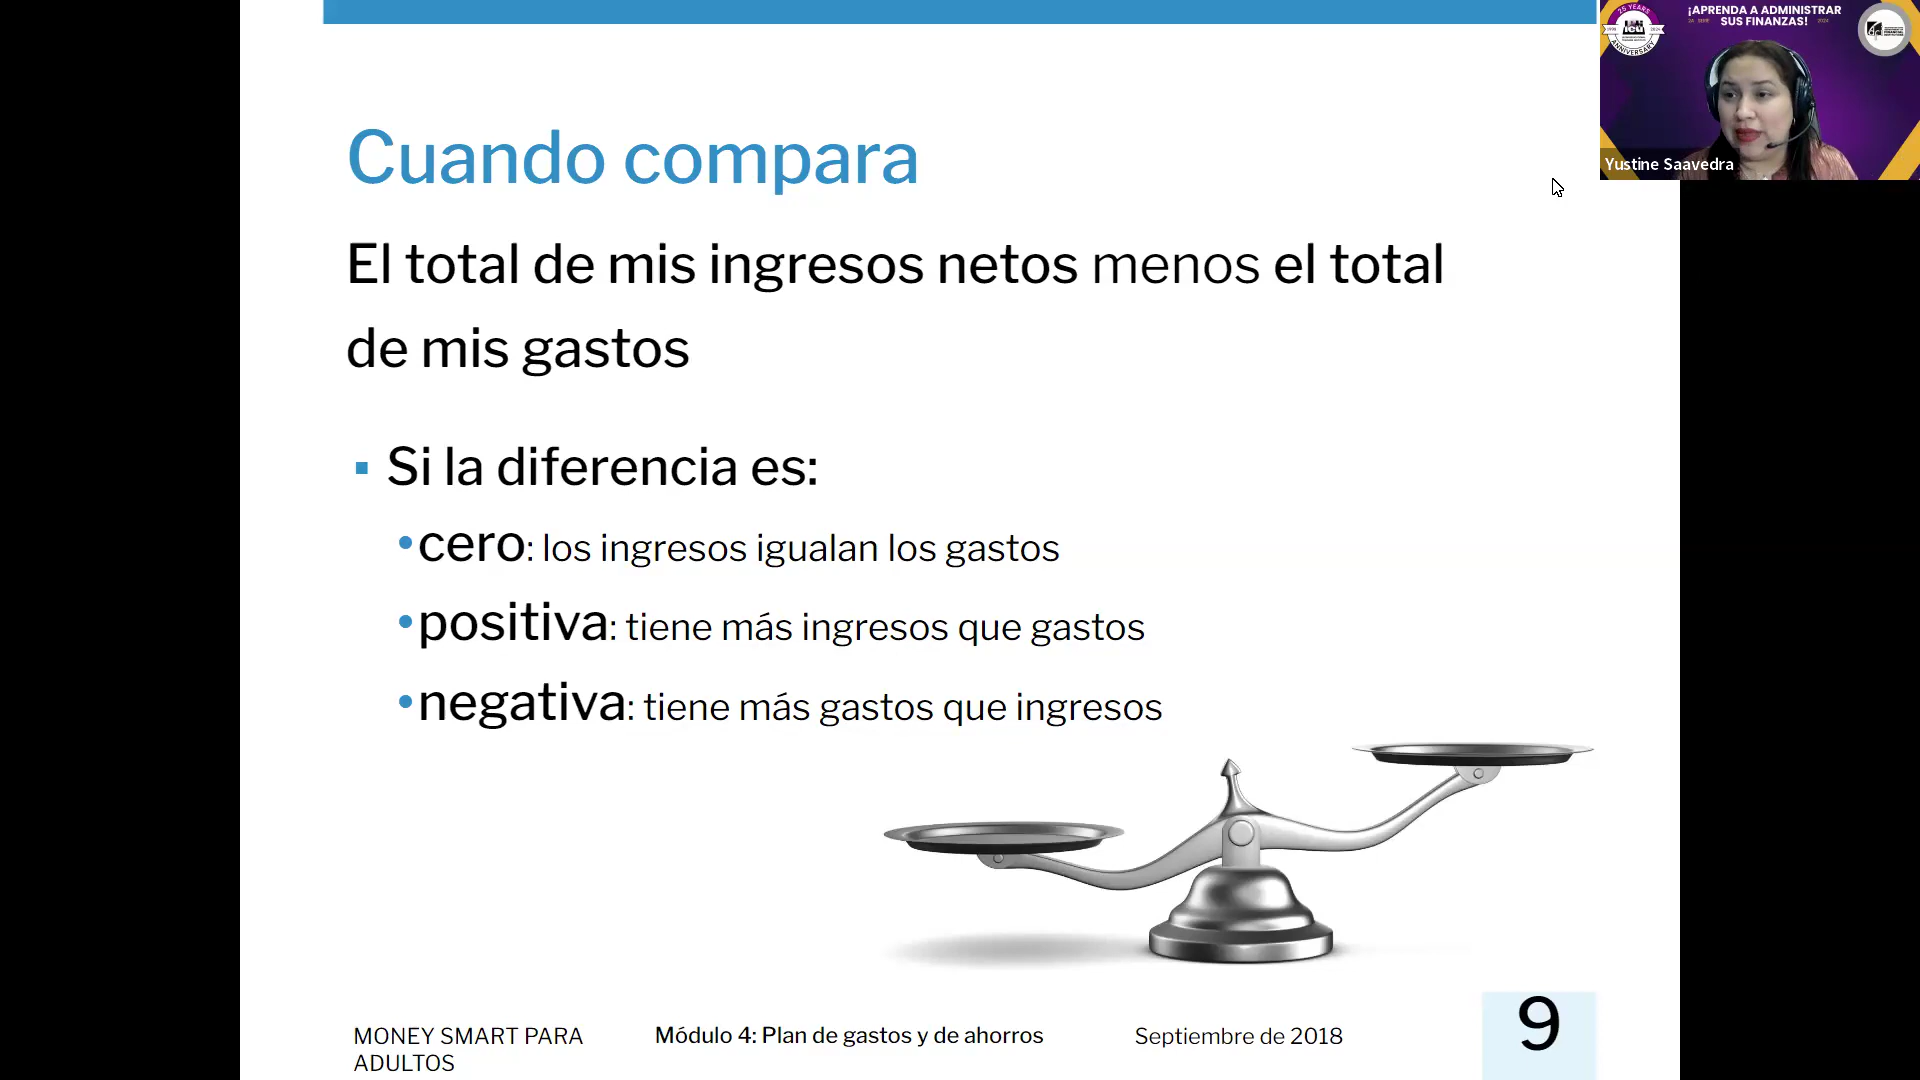 Cuando compara
El total de mis ingresos netos menos el total
de mis gastos
▪ Si la diferencia es:
•cero: los ingresos igualan los gastos
•positiva: tiene más ingresos que gastos
•negativa: tiene más gastos que ingresos
MONEY SMART PARA
ADULTOS
Módulo 4: Plan de gastos y de ahorros
Septiembre de 2018
9
¡APRENDA A ADMINISTRAR
SUS FINANZAS!
25 YEARS
ANNIVERSARY
Yustine Saavedra